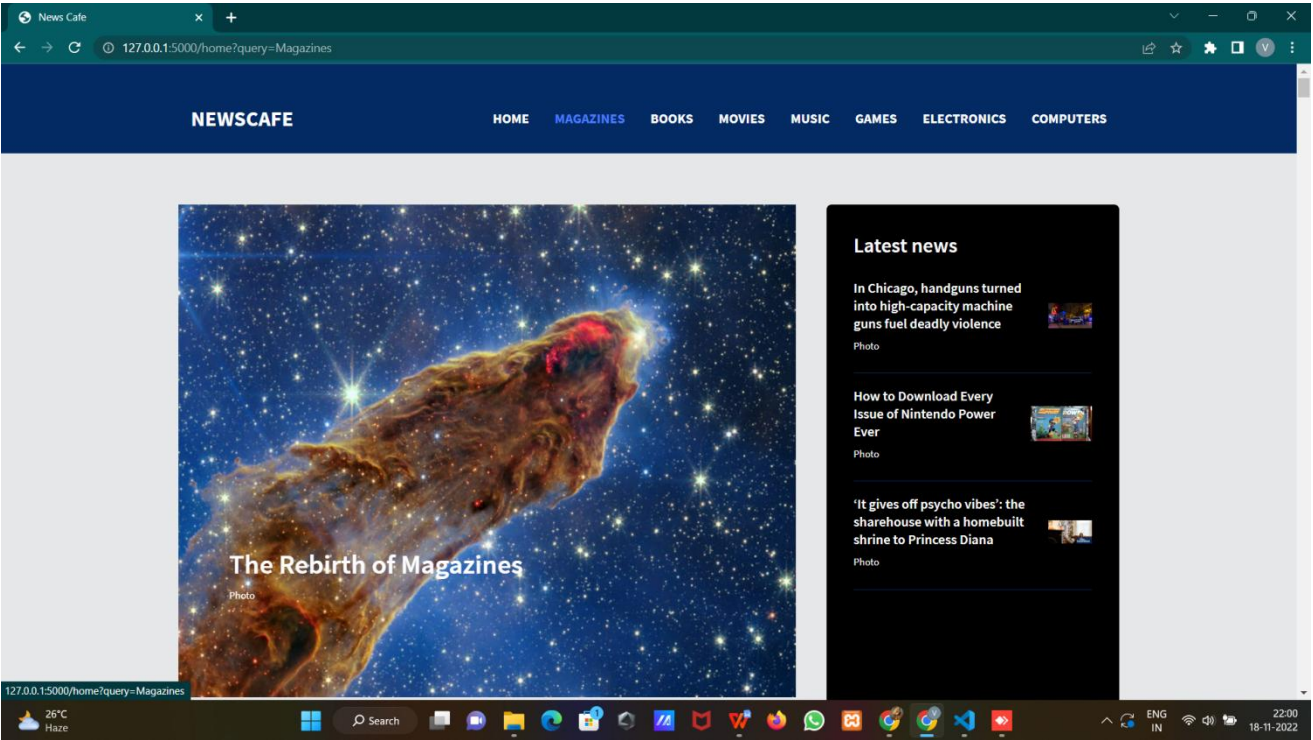 News Cafe
127.0.0.1:5000/home?query=Magazines
V
NEWSCAFE
HOME MAGAZINES BOOKS MOVIES MUSIC GAMES ELECTRONICS COMPUTERS
The Rebirth of Magazines
Photo
Latest news
In Chicago, handguns turned
into high-capacity machine
guns fuel deadly violence
Photo
How to Download Every
Issue of Nintendo Power
Ever
Photo
‘It gives off psycho vibes’: the
sharehouse with a homebuilt
shrine to Princess Diana
Photo
127.0.0.1:5000/home?query=Magazines
26°C
Haze
Search
1
ENG
IN
22:00
18-11-2022